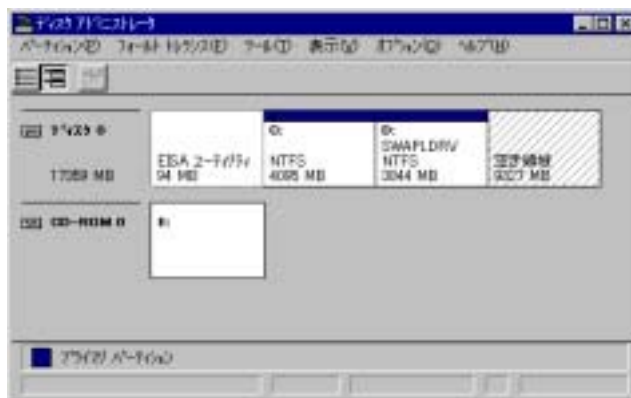 ディスク アドミニストレータ
パーティション(P) フォールト トレランス(F) ツール(T) 表示(V) オプション(O) ヘルプ(H)
ディスク 0
17359 MB
EISA ユーティリティ
94 MB
C:
NTFS
4095 MB
D:
SWAPLDRV
NTFS
3844 MB
空き領域
9327 MB
CD-ROM 0
プライマリ パーティション